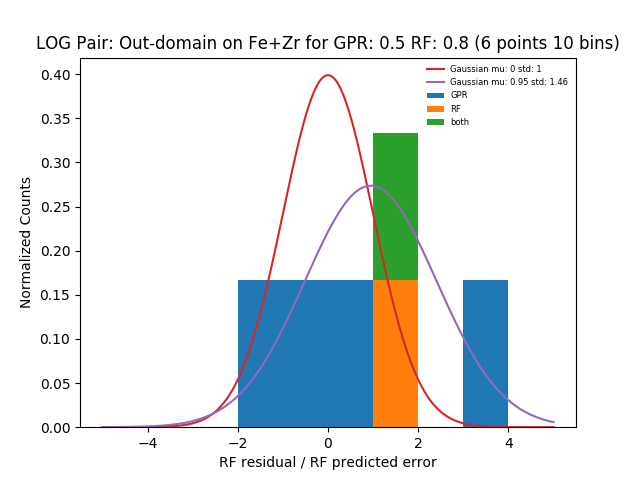 LOG Pair: Out-domain on Fe+Zr for GPR: 0.5 RF: 0.8 (6 points 10 bins)
Gaussian mu: 0 std: 1
Gaussian mu: 0.95 std: 1.46
GPR
RF
both
Normalized Counts
0.40
0.35
0.30
0.25
0.20
0.15
0.10
0.05
0.00
−4
−2
0
2
4
RF residual / RF predicted error